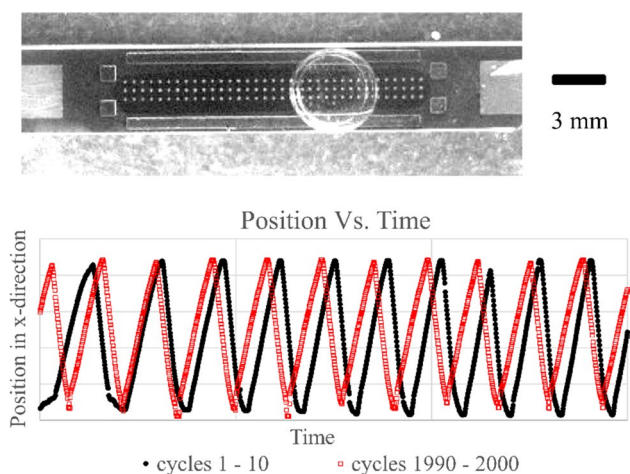 3 mm
Position Vs. Time
Position in x-direction
Time
cycles 1 - 10 cycles 1990 - 2000